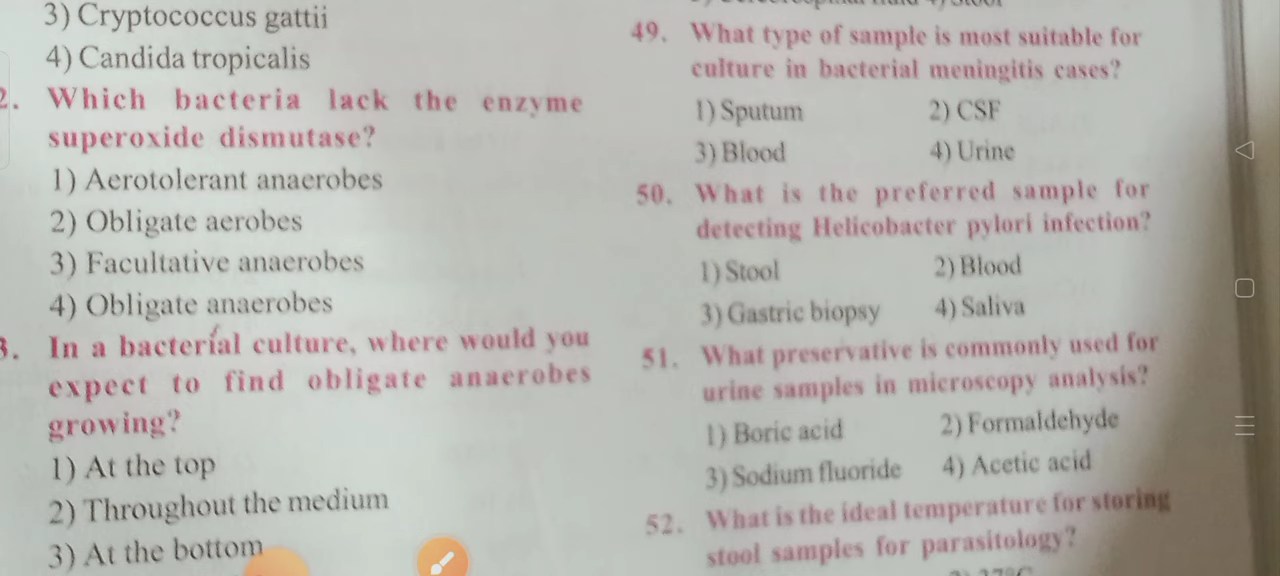 3) Cryptococcus gattii
4) Candida tropicalis
2. Which bacteria lack the enzyme
superoxide dismutase?
1) Aerotolerant anaerobes
2) Obligate aerobes
3) Facultative anaerobes
4) Obligate anaerobes
3. In a bacterial culture, where would you
expect to find obligate anaerobes
growing?
1) At the top
2) Throughout the medium
3) At the bottom
49. What type of sample is most suitable for
culture in bacterial meningitis cases?
1) Sputum 2) CSF
3) Blood 4) Urine
50. What is the preferred sample for
detecting Helicobacter pylori infection?
1) Stool 2) Blood
3) Gastric biopsy 4) Saliva
51. What preservative is commonly used for
urine samples in microscopy analysis?
1) Boric acid 2) Formaldehyde
3) Sodium fluoride 4) Acetic acid
52. What is the ideal temperature for storing
stool samples for parasitology?